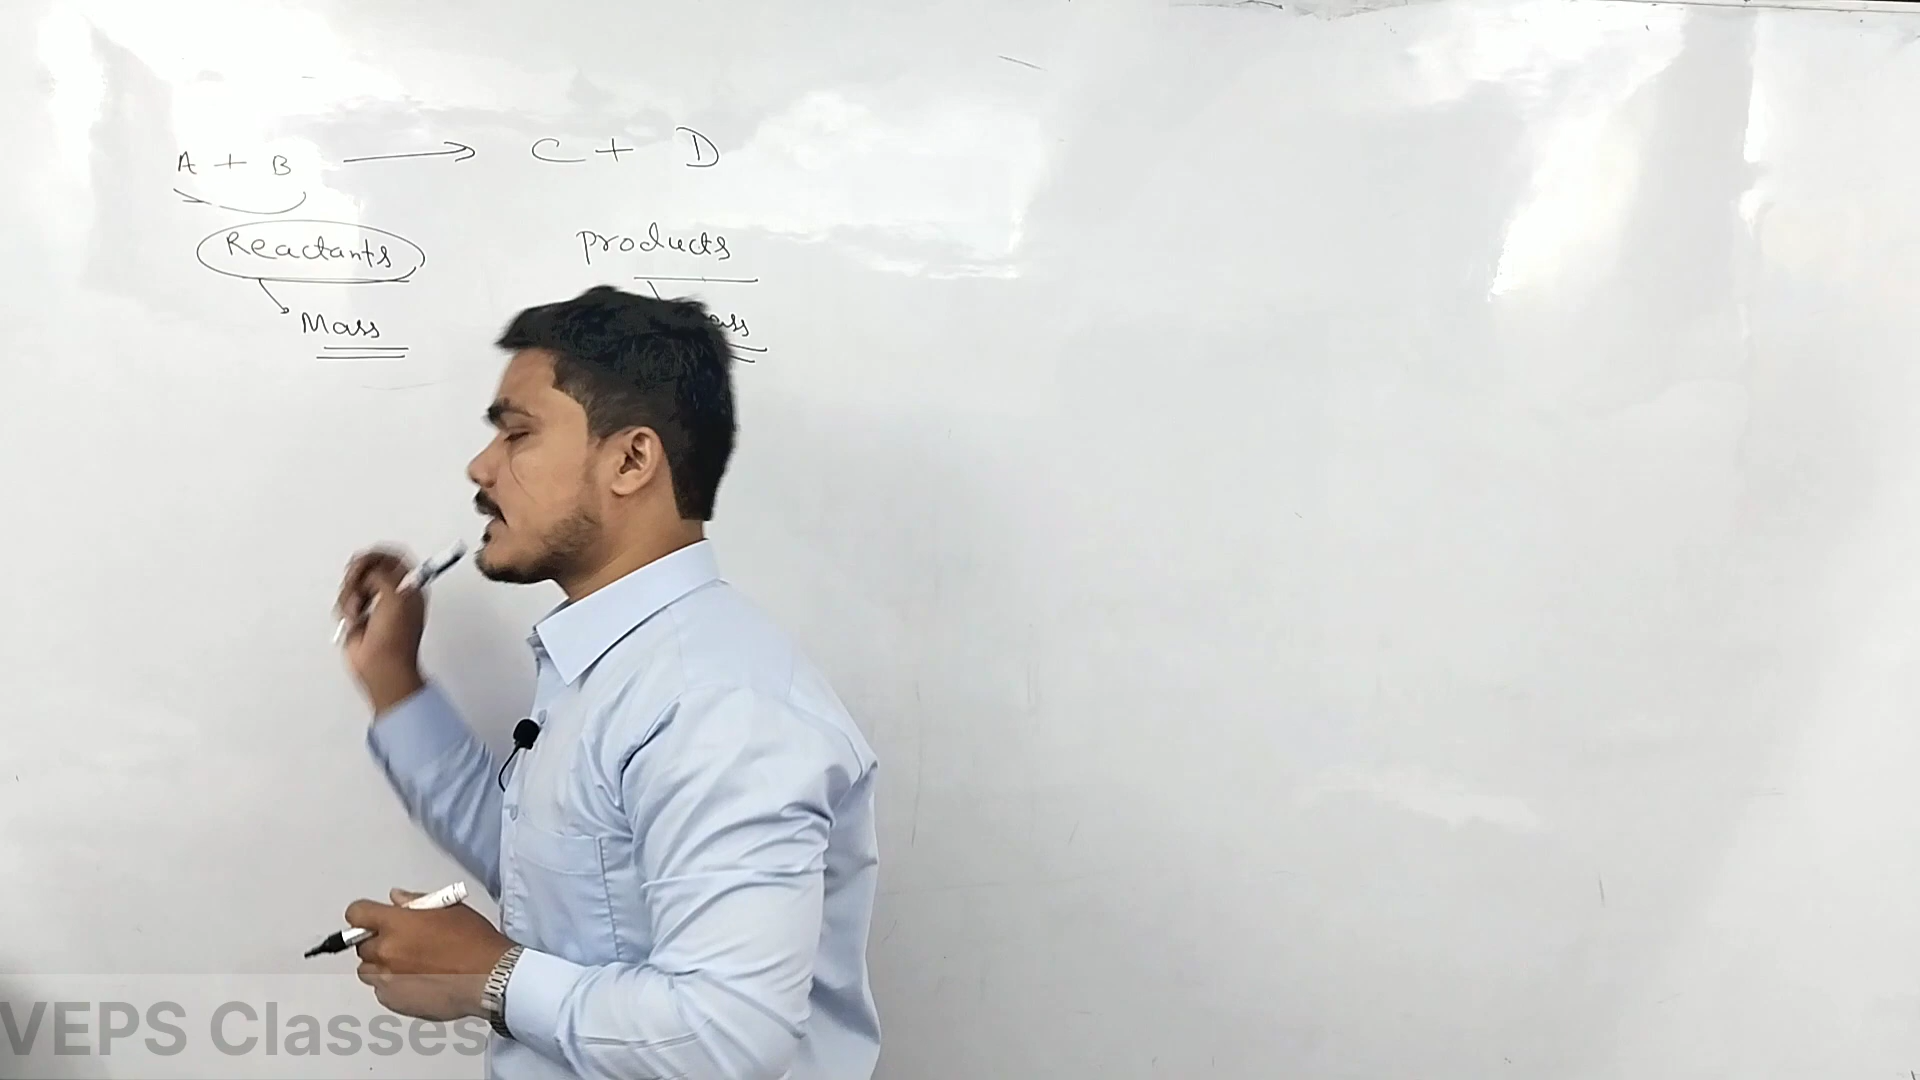 A + B → C + D
Reactants products
Mass
VEPS Classes